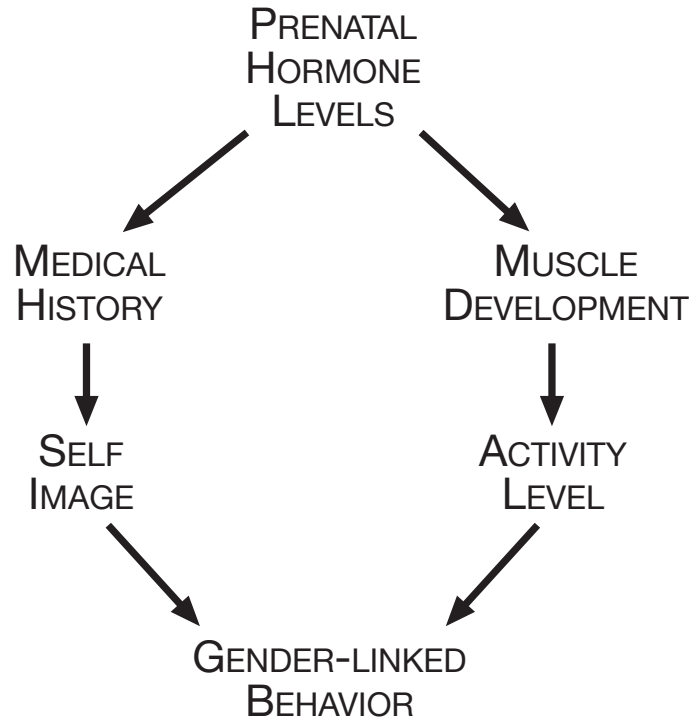 PRENATAL
HORMONE
LEVELS
MEDICAL
HISTORY
MUSCLE
DEVELOPMENT
SELF
IMAGE
ACTIVITY
LEVEL
GENDER-LINKED
BEHAVIOR